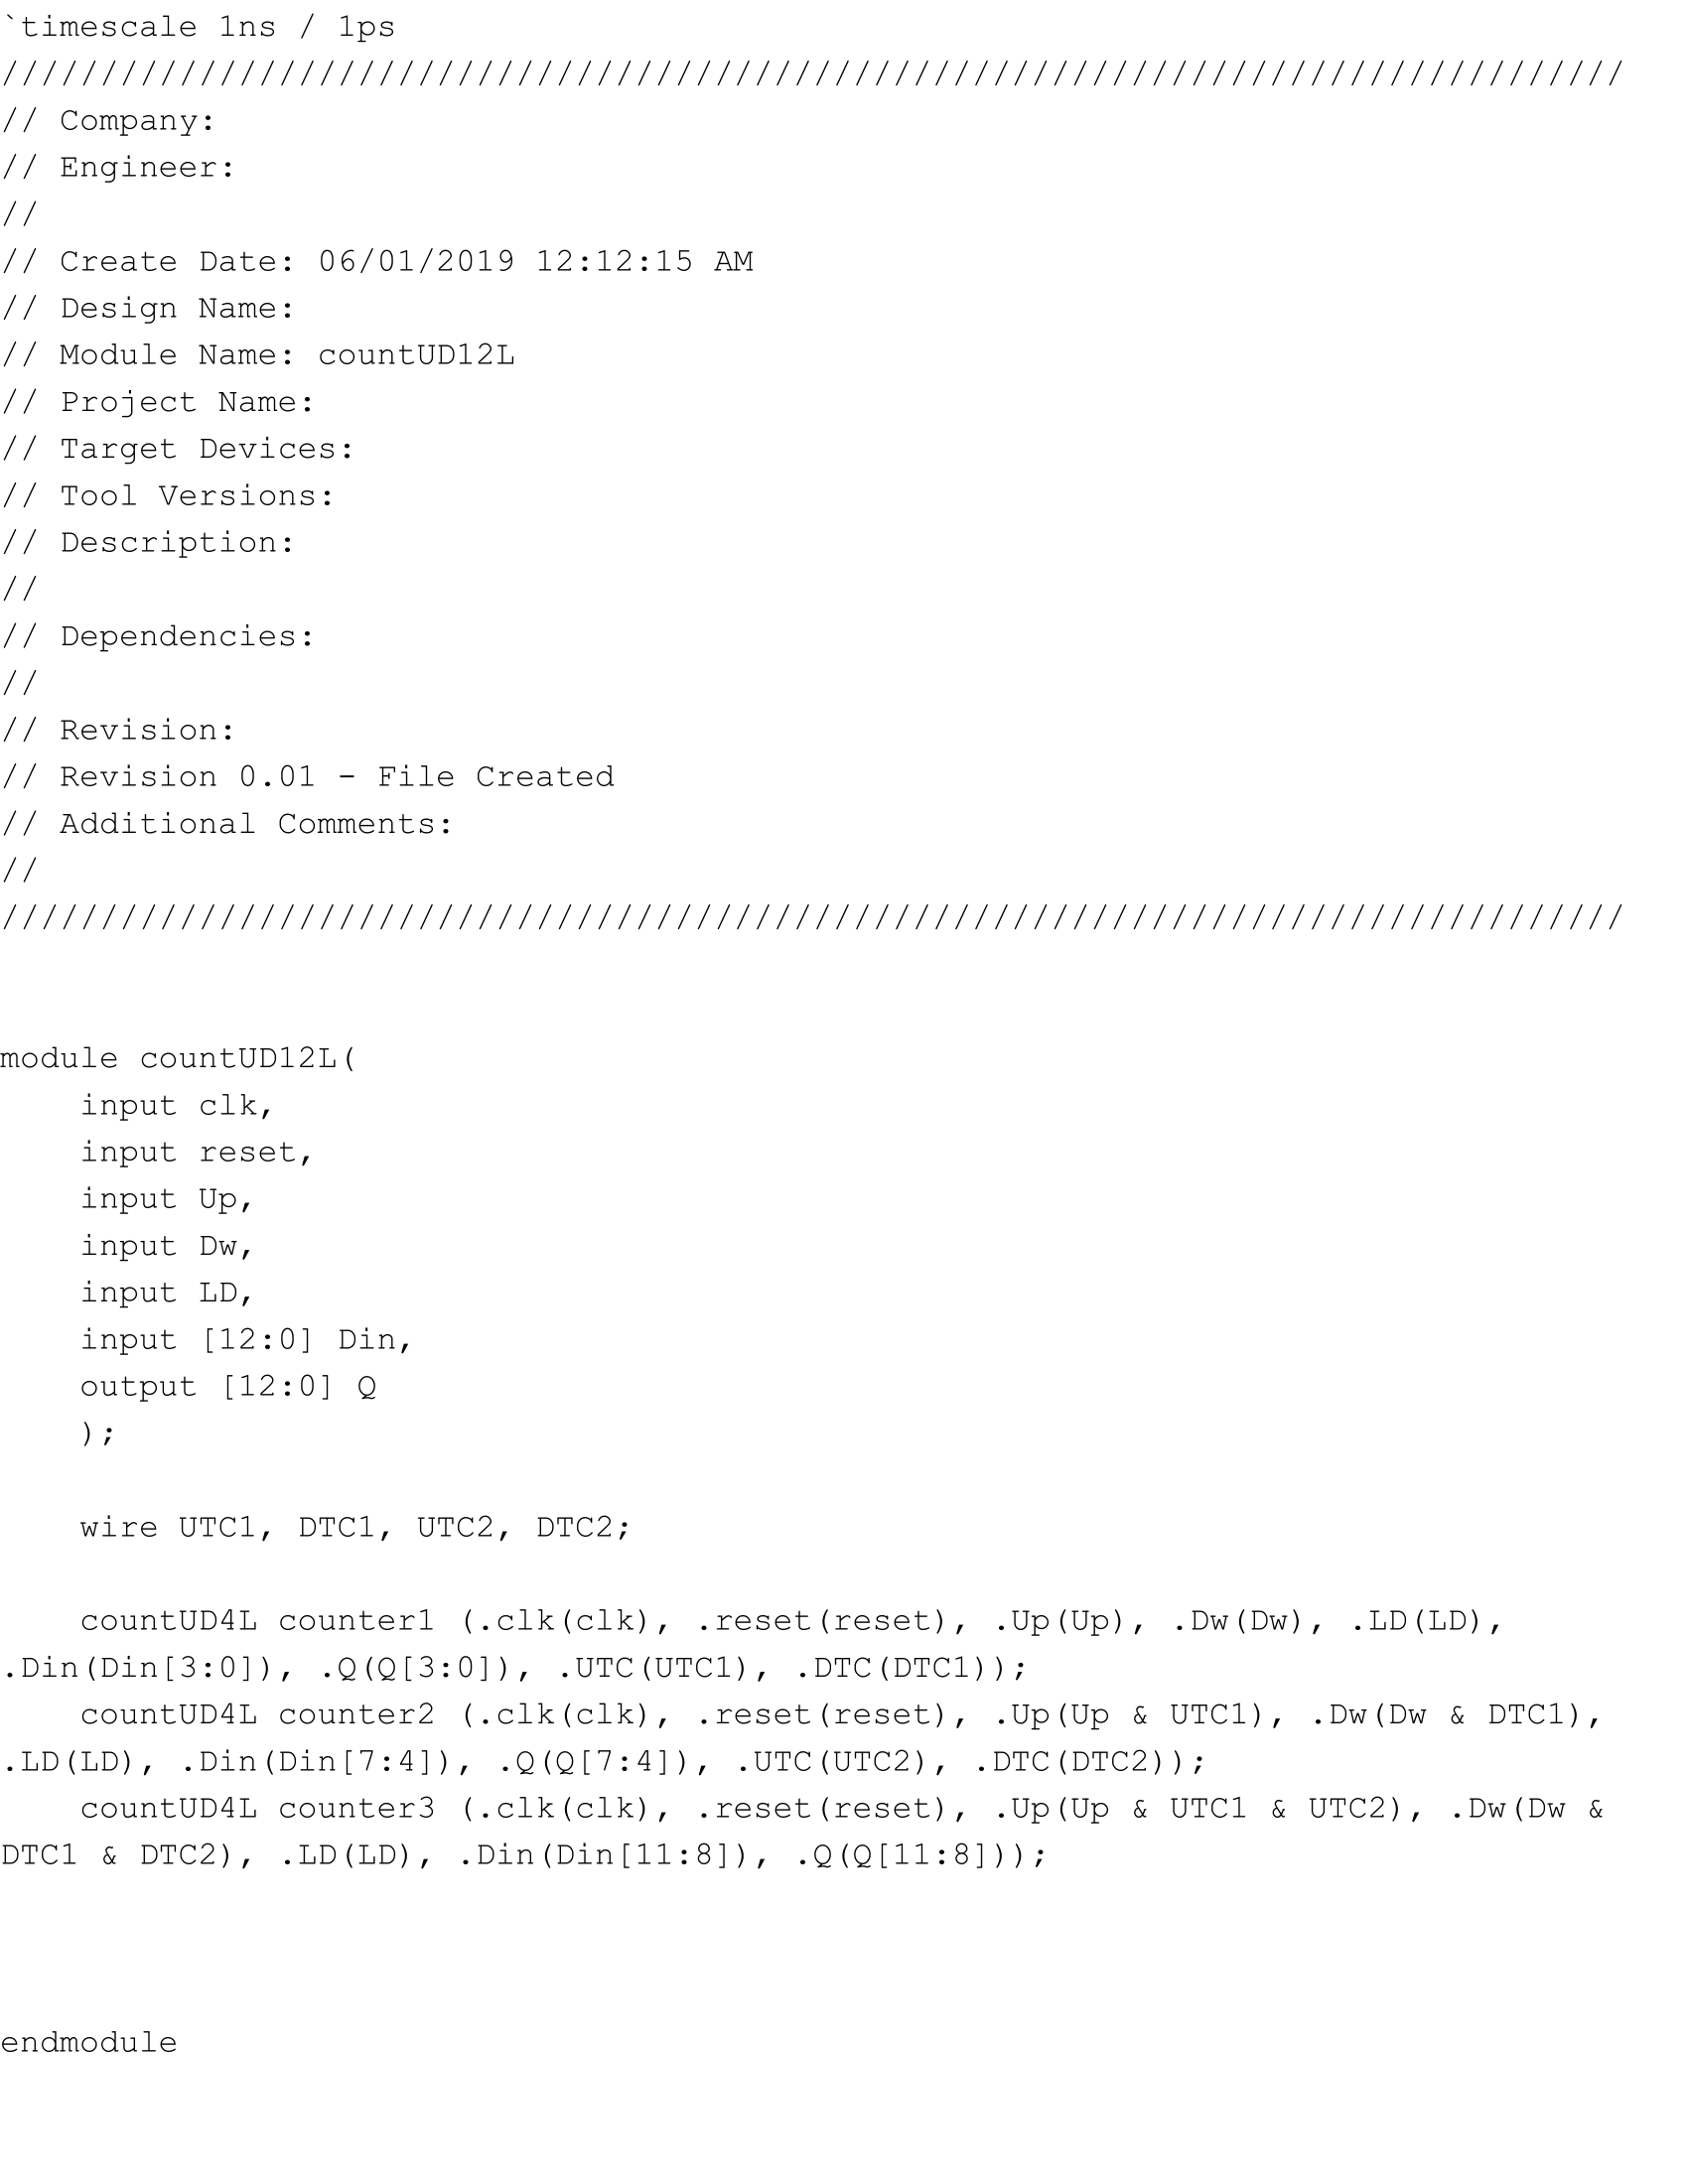 `timescale 1ns / 1ps
//////////////////////////////////////////////////////////////////////////////////
// Company:
// Engineer:
//
// Create Date: 06/01/2019 12:12:15 AM
// Design Name:
// Module Name: countUD12L
// Project Name:
// Target Devices:
// Tool Versions:
// Description:
//
// Dependencies:
//
// Revision:
// Revision 0.01 - File Created
// Additional Comments:
//
//////////////////////////////////////////////////////////////////////////////////
module countUD12L(
    input clk,
    input reset,
    input Up,
    input Dw,
    input LD,
    input [12:0] Din,
    output [12:0] Q
    );
    wire UTC1, DTC1, UTC2, DTC2;
    countUD4L counter1 (.clk(clk), .reset(reset), .Up(Up), .Dw(Dw), .LD(LD),
.Din(Din[3:0]), .Q(Q[3:0]), .UTC(UTC1), .DTC(DTC1));
    countUD4L counter2 (.clk(clk), .reset(reset), .Up(Up & UTC1), .Dw(Dw & DTC1),
.LD(LD), .Din(Din[7:4]), .Q(Q[7:4]), .UTC(UTC2), .DTC(DTC2));
    countUD4L counter3 (.clk(clk), .reset(reset), .Up(Up & UTC1 & UTC2), .Dw(Dw &
DTC1 & DTC2), .LD(LD), .Din(Din[11:8]), .Q(Q[11:8]));
endmodule